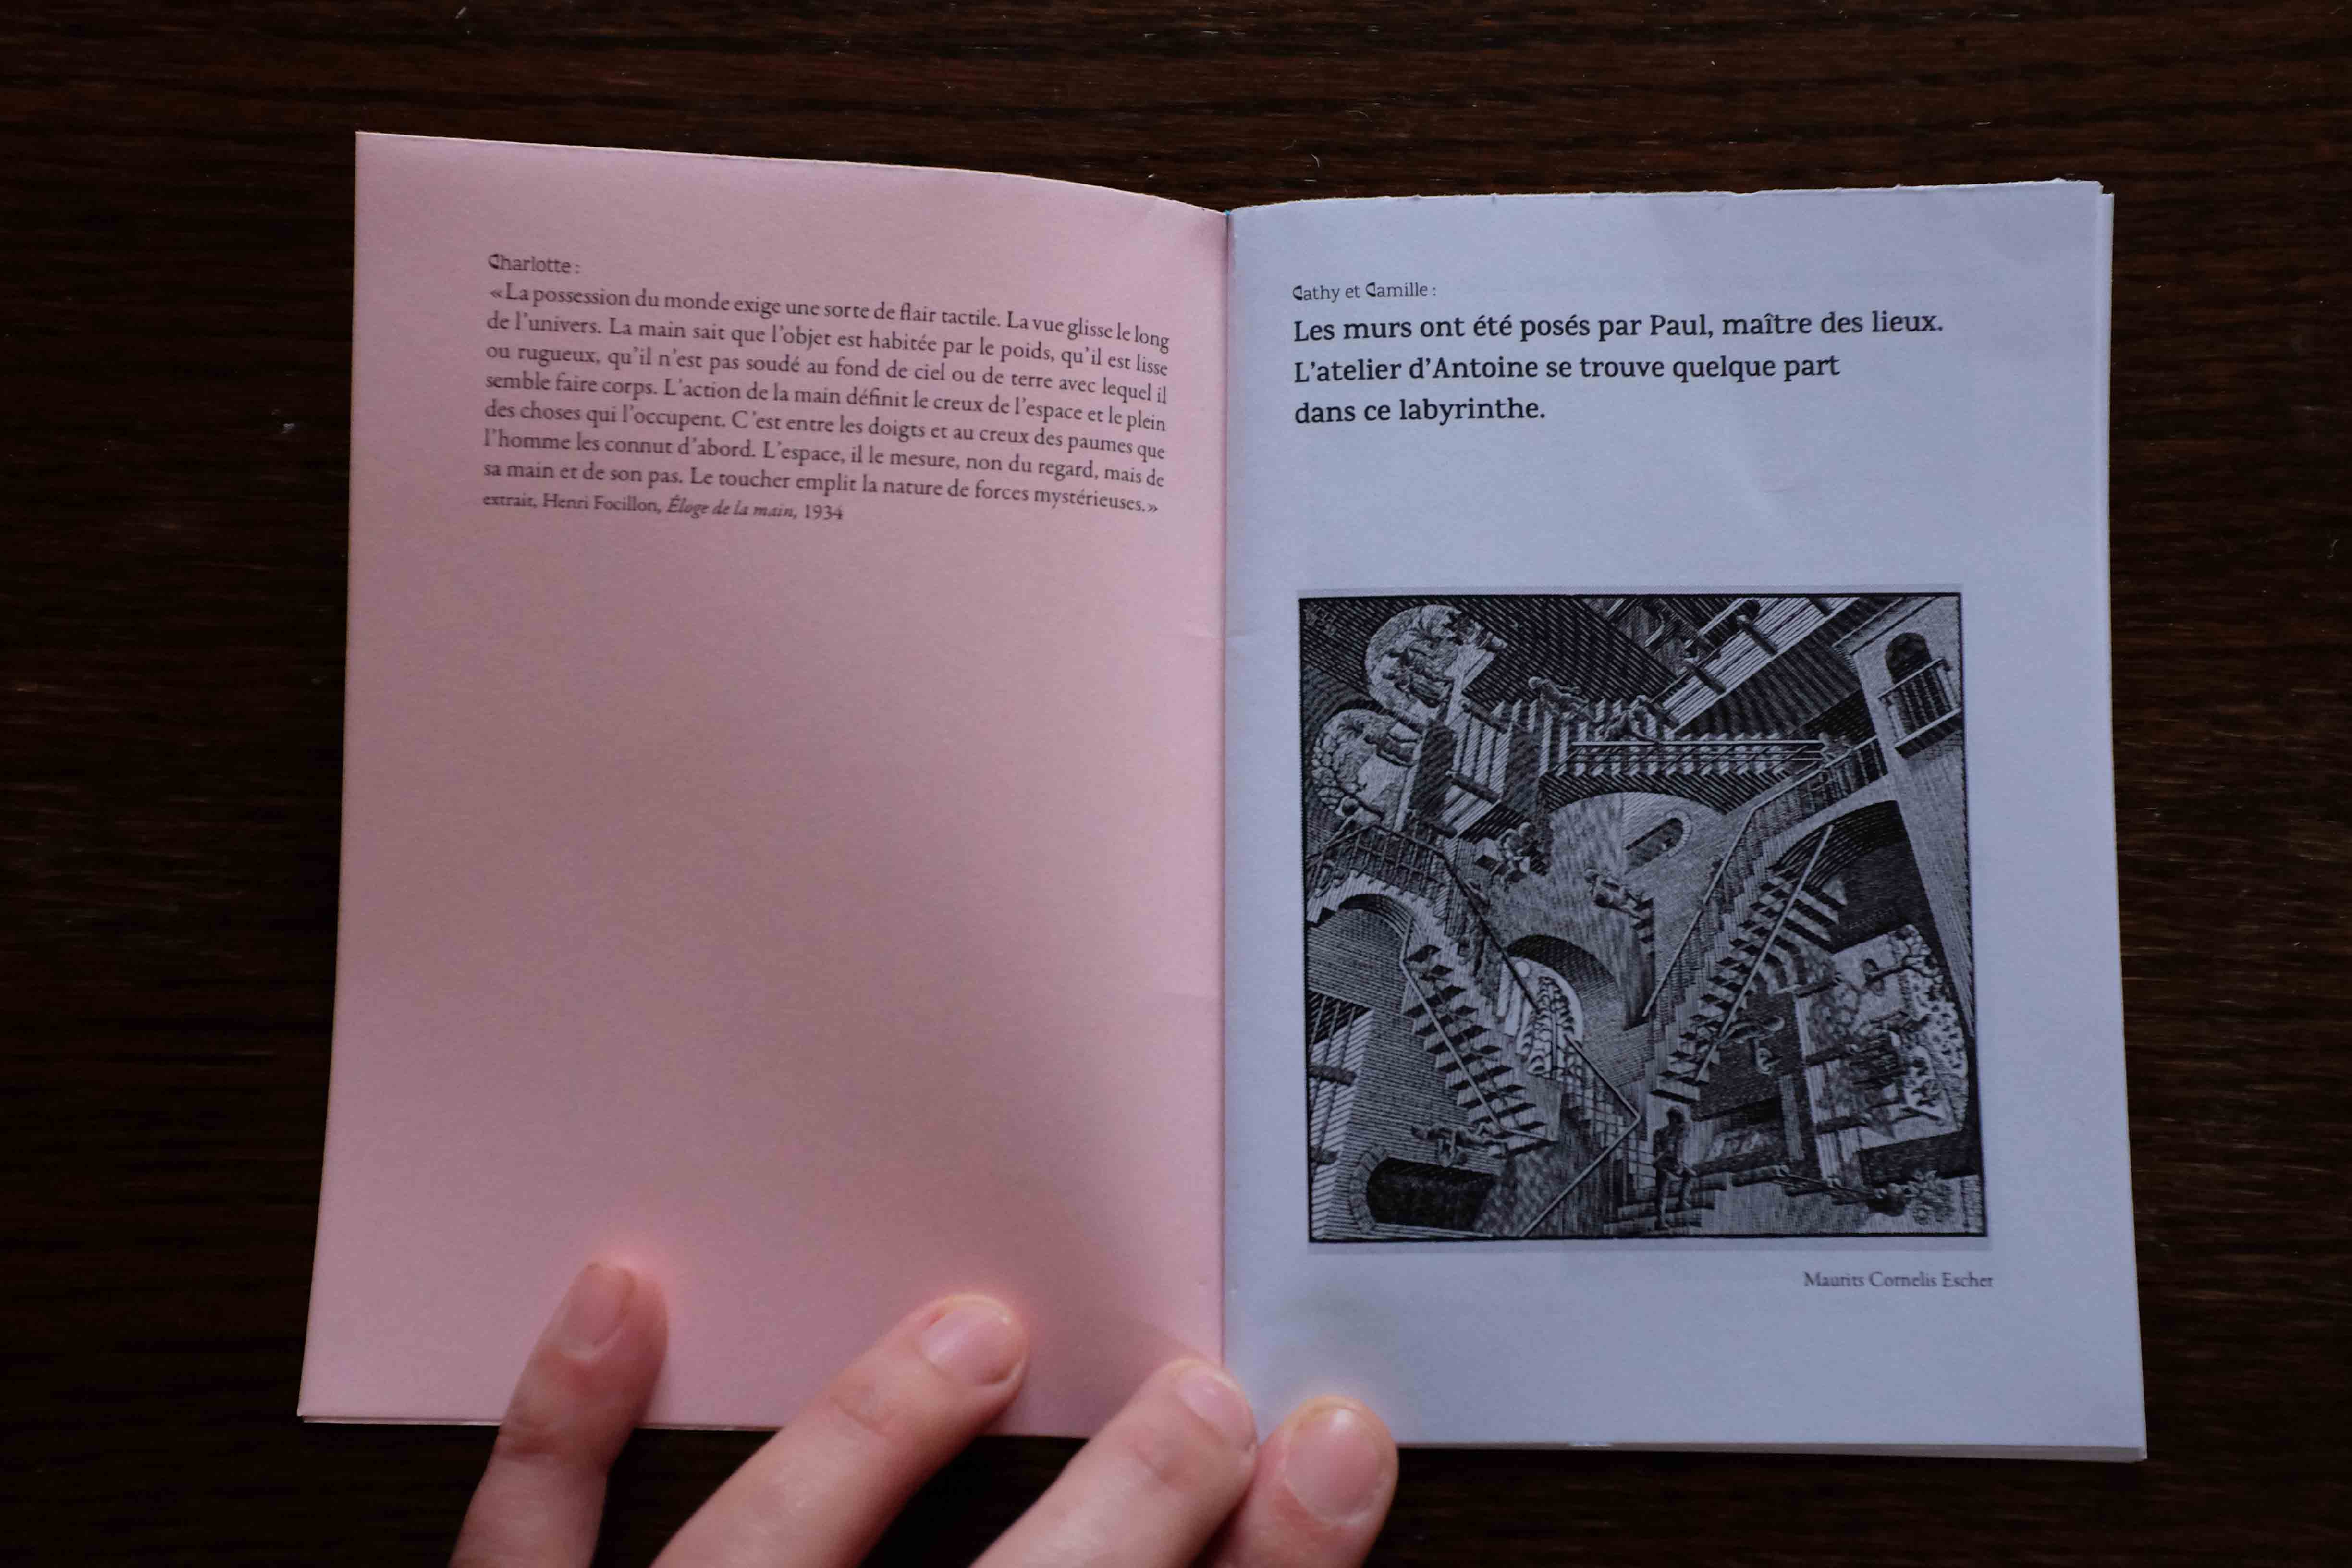 Charlotte :
«La possession du monde exige une sorte de flair tactile. La vue glisse le long
de l'univers. La main sait que l'objet est habitée par le poids, qu'il est lisse
ou rugueux, qu'il n'est pas soudé au fond de ciel ou de terre avec lequel il
semble faire corps. L'action de la main définit le creux de l'espace et le plein
des choses qui l'occupent. C'est entre les doigts et au creux des paumes que
l'homme les connut d'abord. L'espace, il le mesure, non du regard, mais de
sa main et de son pas. Le toucher emplit la nature de forces mystérieuses.»
extrait, Henri Focillon, Éloge de la main, 1934
Cathy et Camille :
Les murs ont été posés par Paul, maître des lieux.
L'atelier d'Antoine se trouve quelque part
dans ce labyrinthe.
Maurits Cornelis Escher